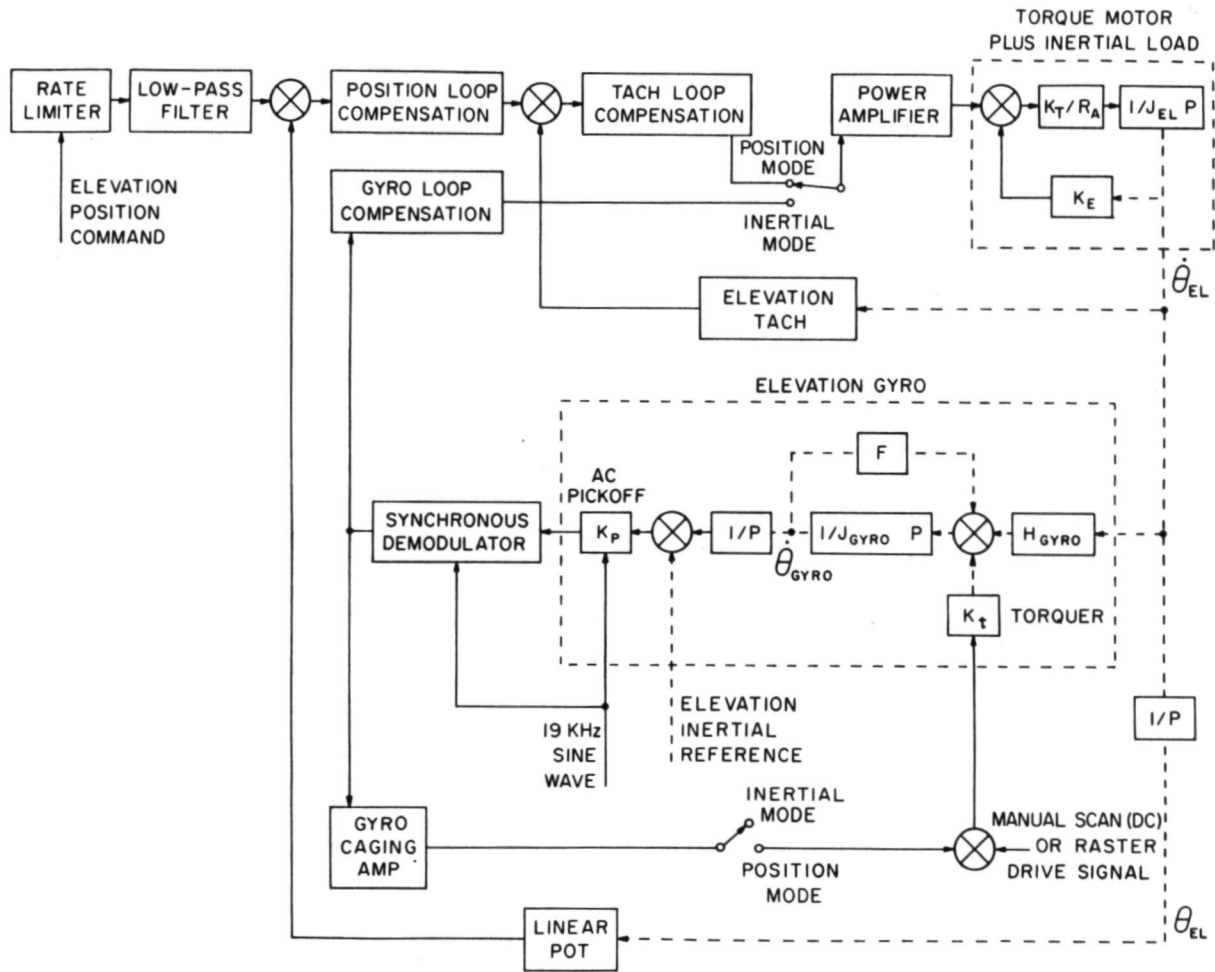 TORQUE MOTOR
PLUS INERTIAL LOAD
RATE
LIMITER
LOW-PASS
FILTER
POSITION LOOP
COMPENSATION
TACH LOOP
COMPENSATION
POWER
AMPLIFIER
K_T/R_A
1/J_EL P
K_E
POSITION
MODE
INERTIAL
MODE
GYRO LOOP
COMPENSATION
ELEVATION
POSITION
COMMAND
θ̇_EL
ELEVATION
TACH
ELEVATION GYRO
F
AC
PICKOFF
SYNCHRONOUS
DEMODULATOR
K_P
1/P
θ̇_GYRO
1/J_GYRO P
H_GYRO
K_t
TORQUER
19 KHz
SINE
WAVE
ELEVATION
INERTIAL
REFERENCE
1/P
GYRO
CAGING
AMP
INERTIAL
MODE
POSITION
MODE
MANUAL SCAN (DC)
OR RASTER
DRIVE SIGNAL
LINEAR
POT
θ_EL